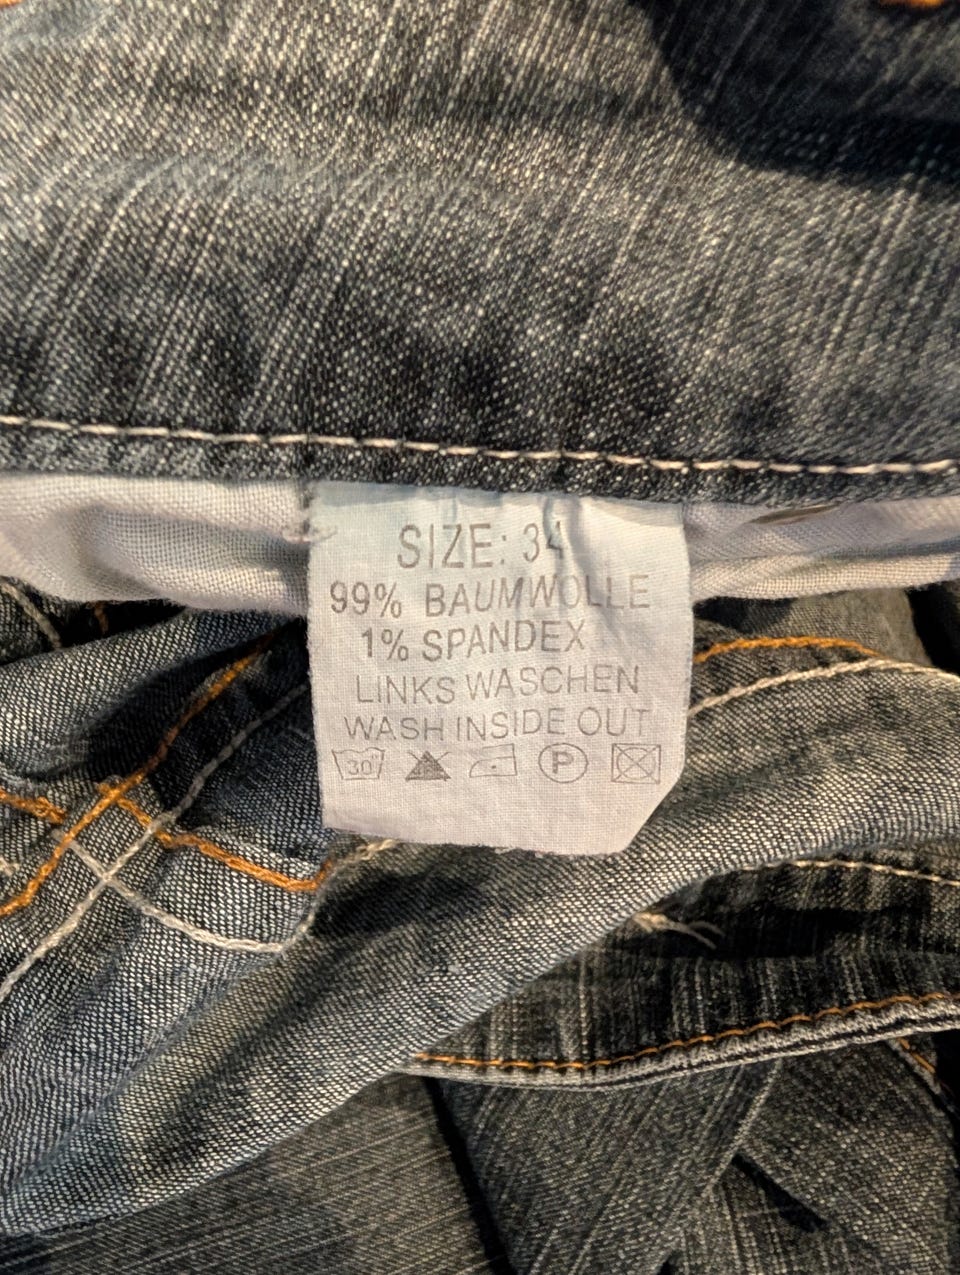 SIZE: 34
99% BAUMWOLLE
1% SPANDEX
LINKS WASCHEN
WASH INSIDE OUT
30° P